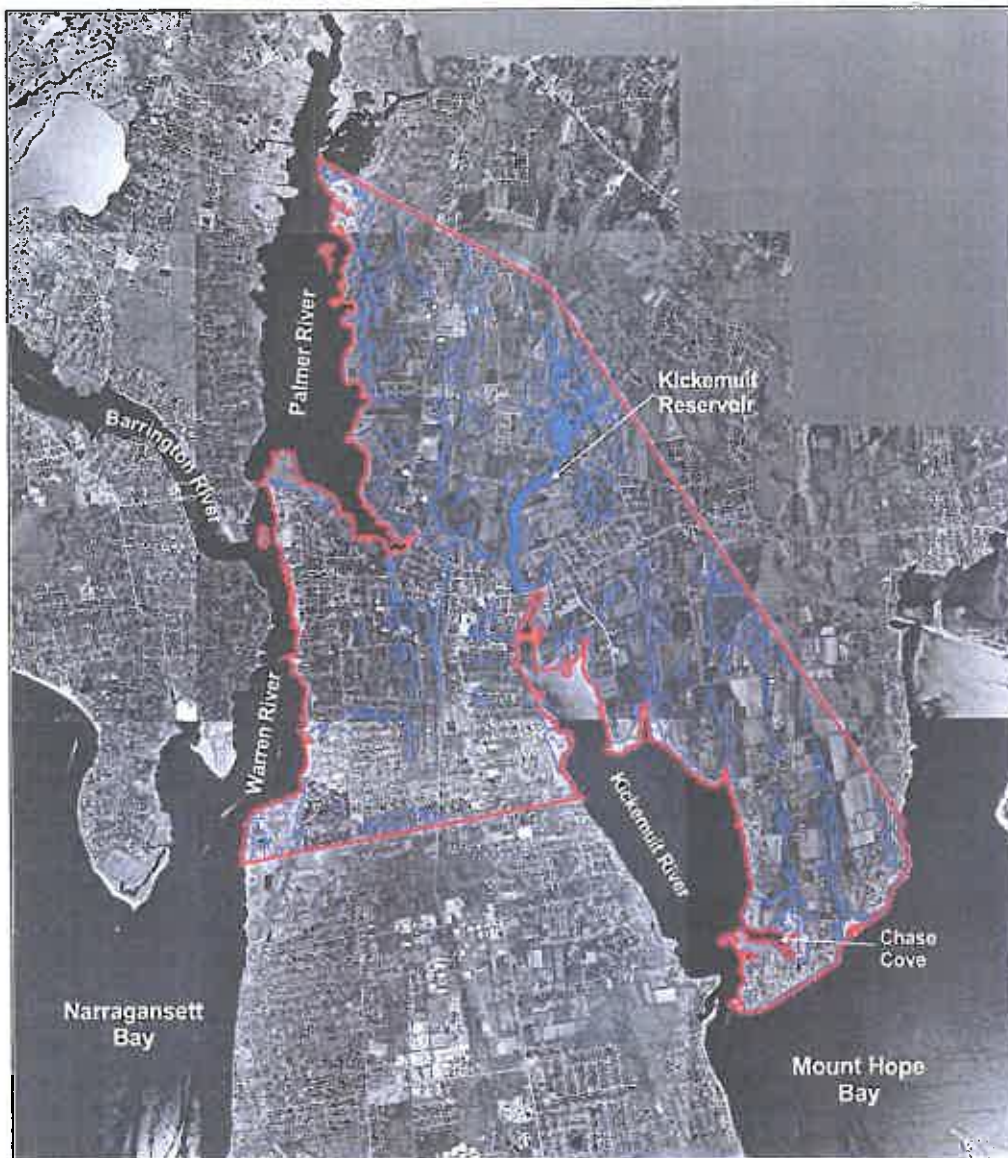 Palmer River
Kickemuit
Reservoir
Barrington River
Warren River
Kickemuit River
Chase
Cove
Narragansett
Bay
Mount Hope
Bay